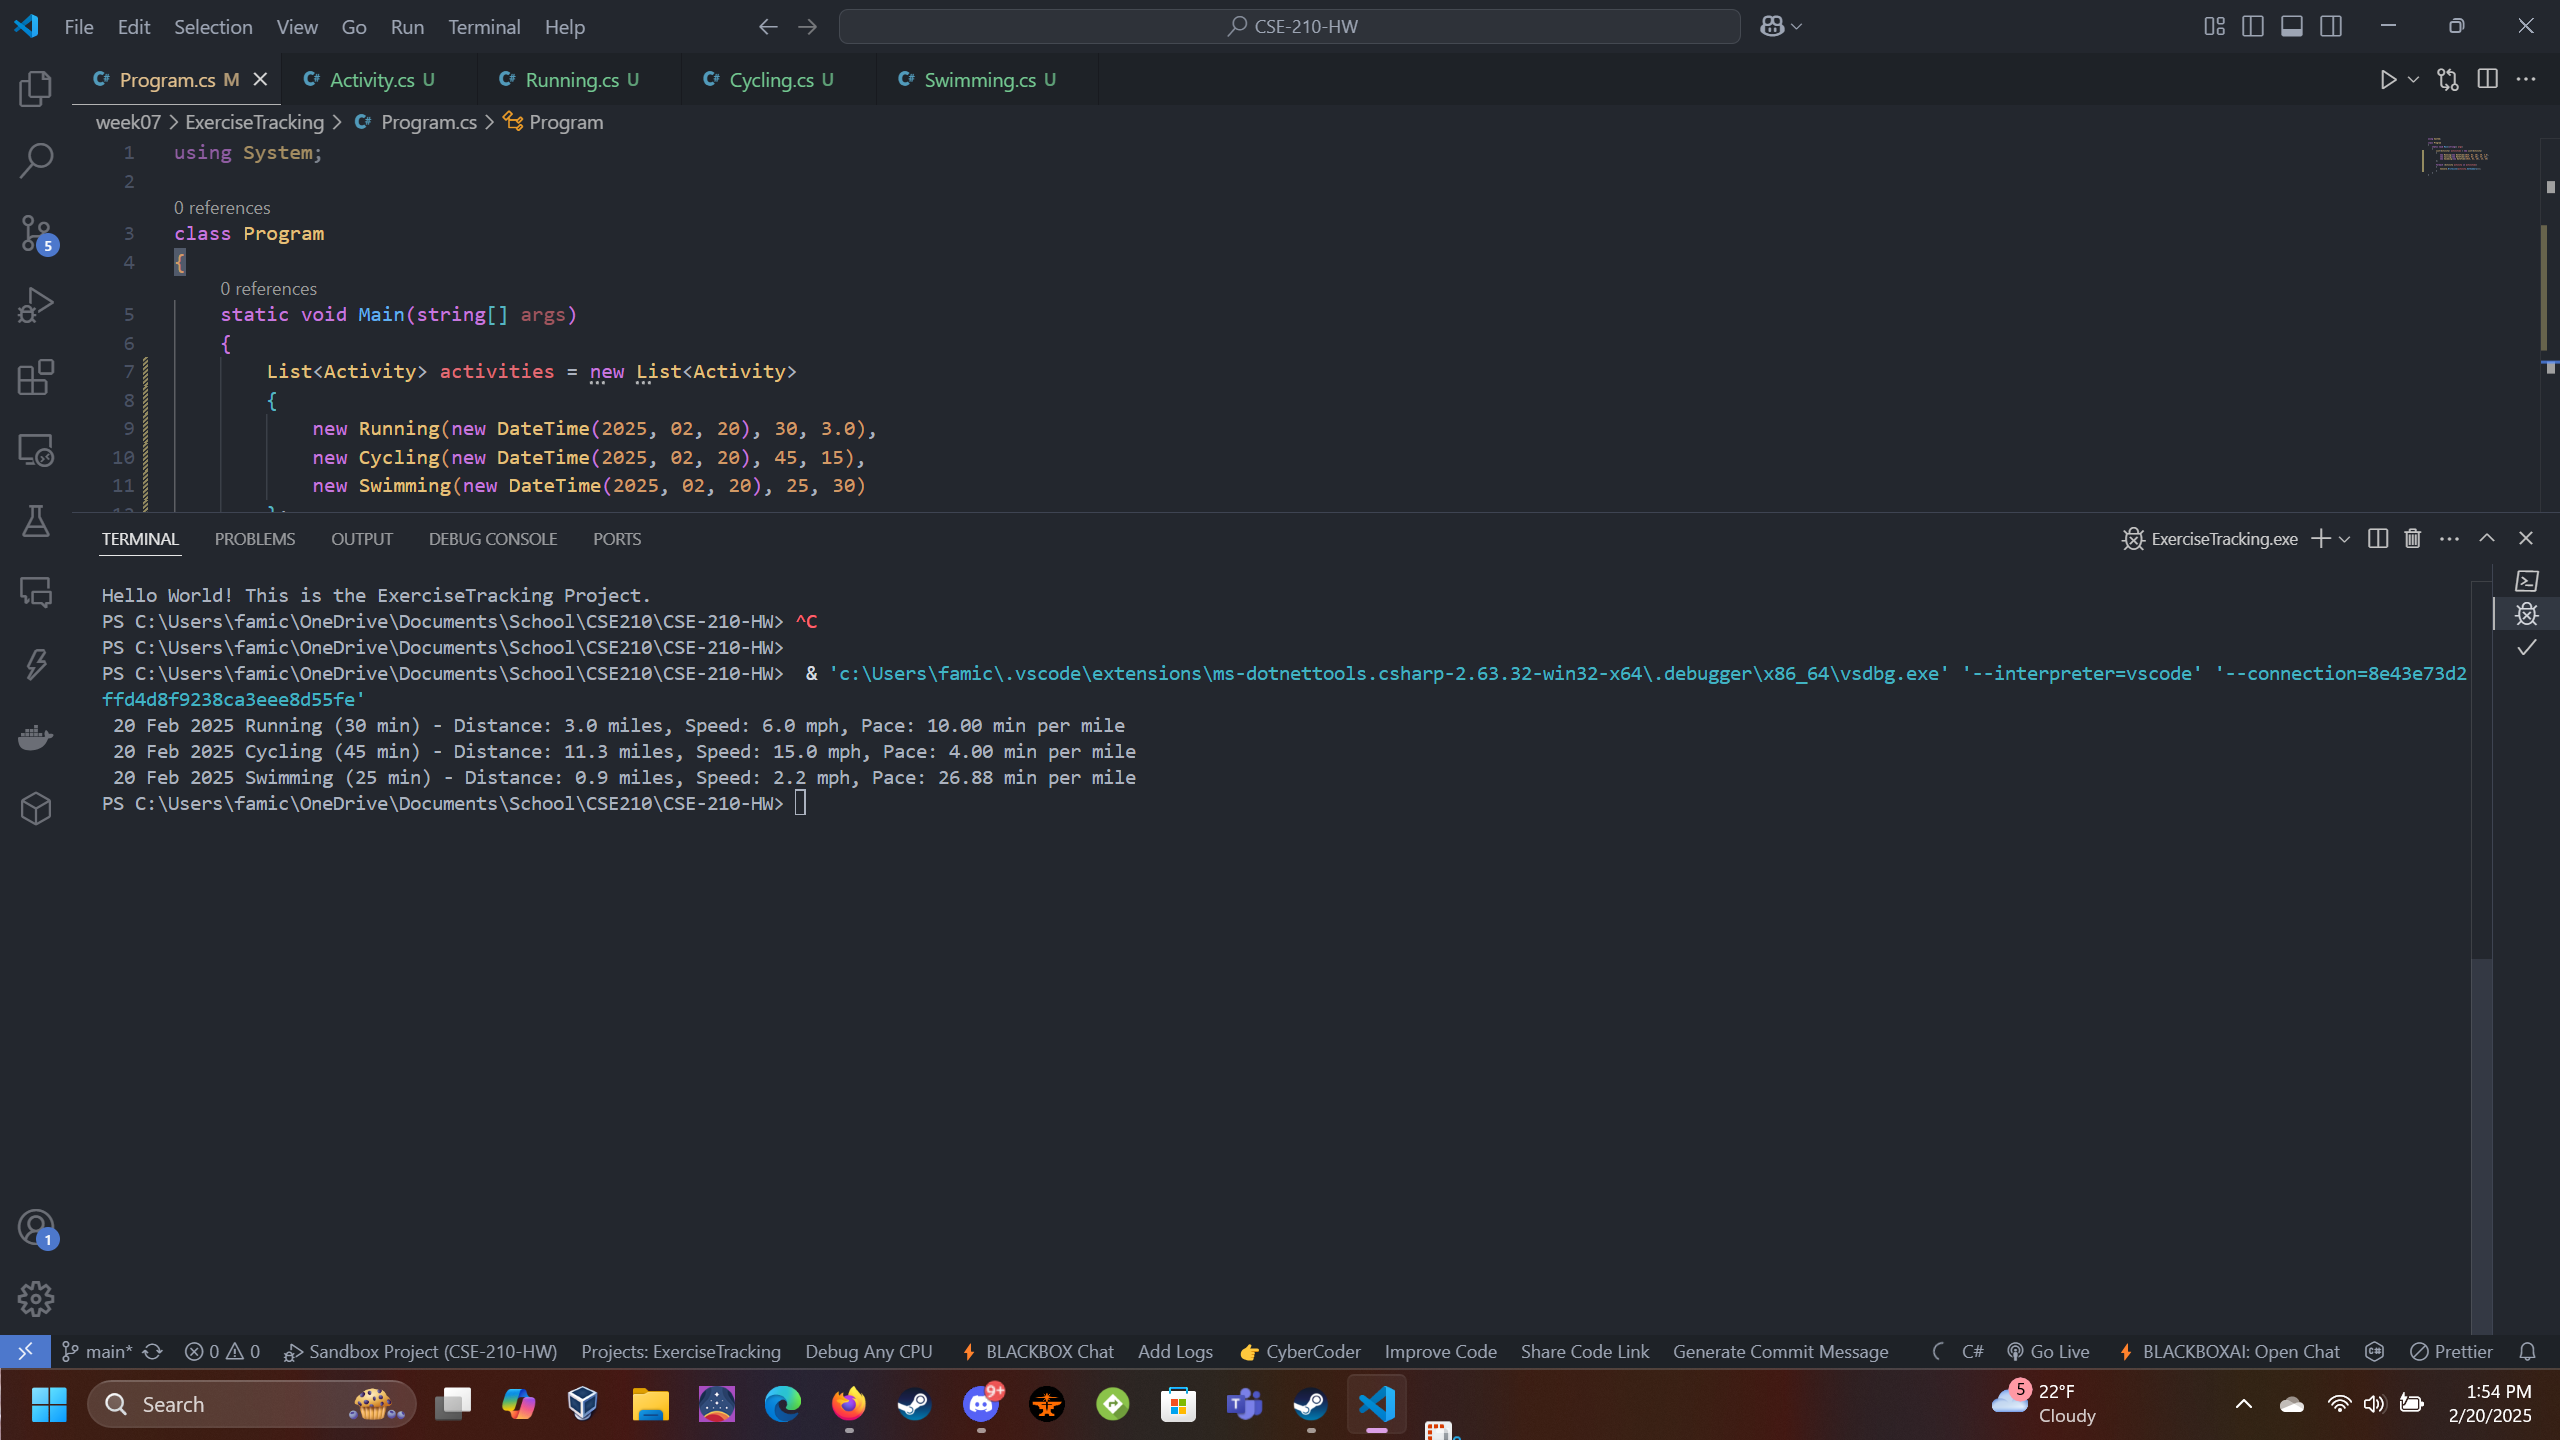 File Edit Selection View Go Run Terminal Help
CSE-210-HW
Program.cs M Activity.cs U Running.cs U Cycling.cs U Swimming.cs U
week07 > ExerciseTracking > Program.cs > Program
1 using System;
2
0 references
3 class Program
4 {
0 references
5 static void Main(string[] args)
6 {
7 List<Activity> activities = new List<Activity>
8 {
9 new Running(new DateTime(2025, 02, 20), 30, 3.0),
10 new Cycling(new DateTime(2025, 02, 20), 45, 15),
11 new Swimming(new DateTime(2025, 02, 20), 25, 30)
5
TERMINAL PROBLEMS OUTPUT DEBUG CONSOLE PORTS
ExerciseTracking.exe
Hello World! This is the ExerciseTracking Project.
PS C:\Users\famic\OneDrive\Documents\School\CSE210\CSE-210-HW> ^C
PS C:\Users\famic\OneDrive\Documents\School\CSE210\CSE-210-HW>
PS C:\Users\famic\OneDrive\Documents\School\CSE210\CSE-210-HW> & 'c:\Users\famic\.vscode\extensions\ms-dotnettools.csharp-2.63.32-win32-x64\.debugger\x86_64\vsdbg.exe' '--interpreter=vscode' '--connection=8e43e73d2
ffd4d8f9238ca3eee8d55fe'
20 Feb 2025 Running (30 min) - Distance: 3.0 miles, Speed: 6.0 mph, Pace: 10.00 min per mile
20 Feb 2025 Cycling (45 min) - Distance: 11.3 miles, Speed: 15.0 mph, Pace: 4.00 min per mile
20 Feb 2025 Swimming (25 min) - Distance: 0.9 miles, Speed: 2.2 mph, Pace: 26.88 min per mile
PS C:\Users\famic\OneDrive\Documents\School\CSE210\CSE-210-HW>
1
main* 0 0 Sandbox Project (CSE-210-HW) Projects: ExerciseTracking Debug Any CPU BLACKBOX Chat Add Logs CyberCoder Improve Code Share Code Link Generate Commit Message C# Go Live BLACKBOXAI: Open Chat Prettier
Search
9+
5
22°F
Cloudy
1:54 PM
2/20/2025